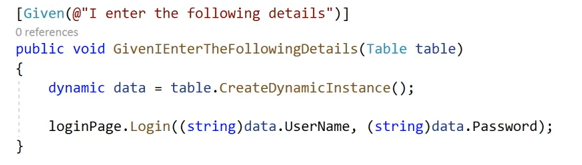 [Given(@"I enter the following details")]
0 references
public void GivenIEnterTheFollowingDetails(Table table)
{
dynamic data = table.CreateDynamicInstance();
loginPage.Login((string)data.UserName, (string)data.Password);
}